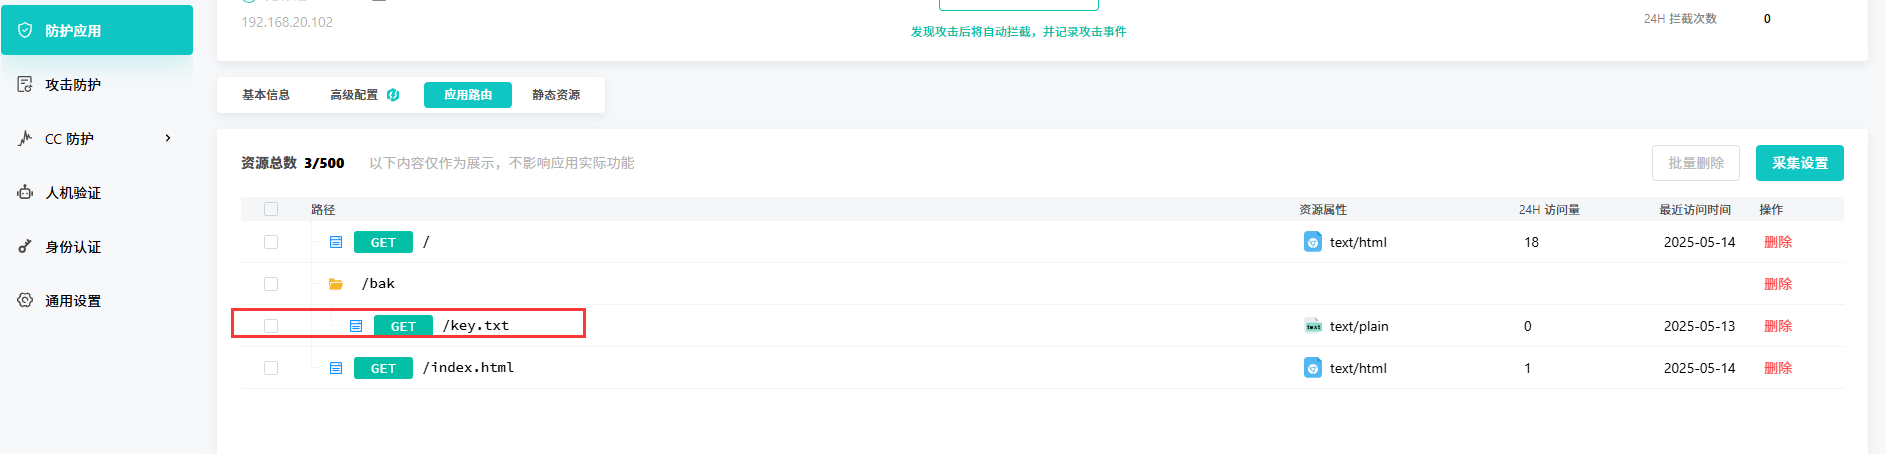 防护应用
攻击防护
CC 防护
人机验证
身份认证
通用设置
192.168.20.102
发现攻击后将自动拦截，并记录攻击事件
24H 拦截次数 0
基本信息 高级配置 应用路由 静态资源
资源总数 3/500 以下内容仅作为展示，不影响应用实际功能 批量删除 采集设置
路径 资源属性 24H 访问量 最近访问时间 操作
GET / text/html 18 2025-05-14 删除
/bak 删除
GET /key.txt text text/plain 0 2025-05-13 删除
GET /index.html text/html 1 2025-05-14 删除